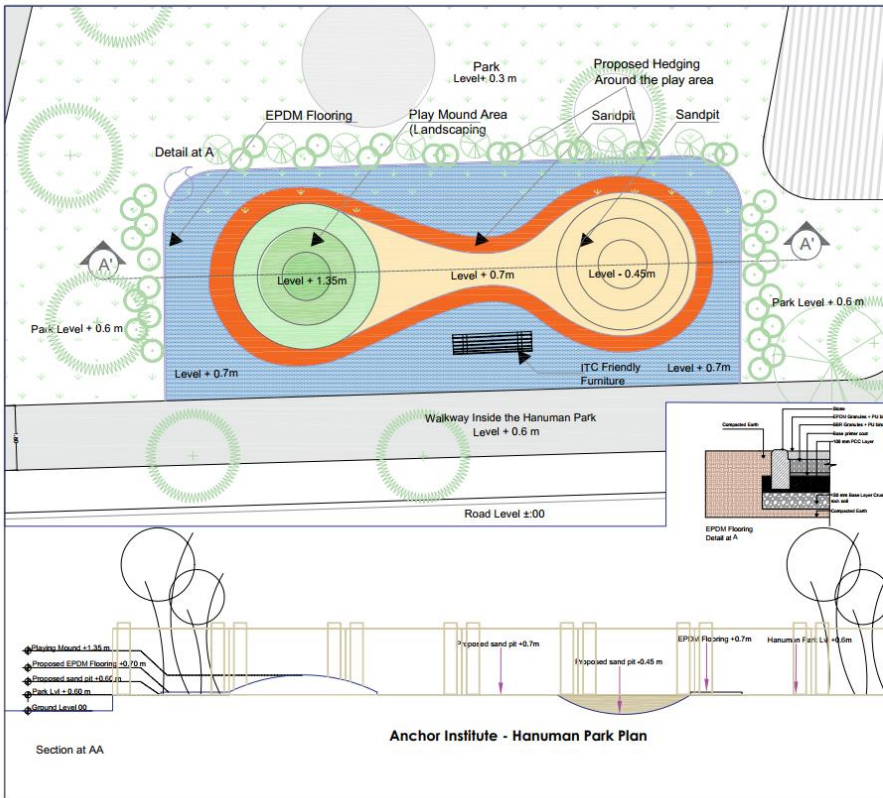 Park
Level+ 0.3 m
Proposed Hedging
Around the play area
EPDM Flooring
Play Mound Area
(Landscaping
Sandpit
Sandpit
Detail at A
A'
A'
Level + 1.35m
Level + 0.7m
Level - 0.45m
Park Level + 0.6 m
Park Level + 0.6 m
Level + 0.7m
ITC Friendly
Furniture
Level + 0.7m
Walkway Inside the Hanuman Park
Level + 0.6 m
Road Level ±:00
Compacted Earth
Stone
EPDM Granules + PU
SBR Granules + PU
Base primer coat
100 mm PCC Layer
Base Layer
Compacted Earth
EPDM Flooring
Detail at A
Playing Mound +1.35 m
Proposed EPDM Flooring +0.70 m
Proposed sand pit +0.60
Park Lvl + 0.60 m
Ground Level 00
Proposed sand pit +0.7m
Proposed sand pit -0.45m
EPDM Flooring +0.7m
Hanuman Park Lvl +0.6m
Section at AA
Anchor Institute - Hanuman Park Plan